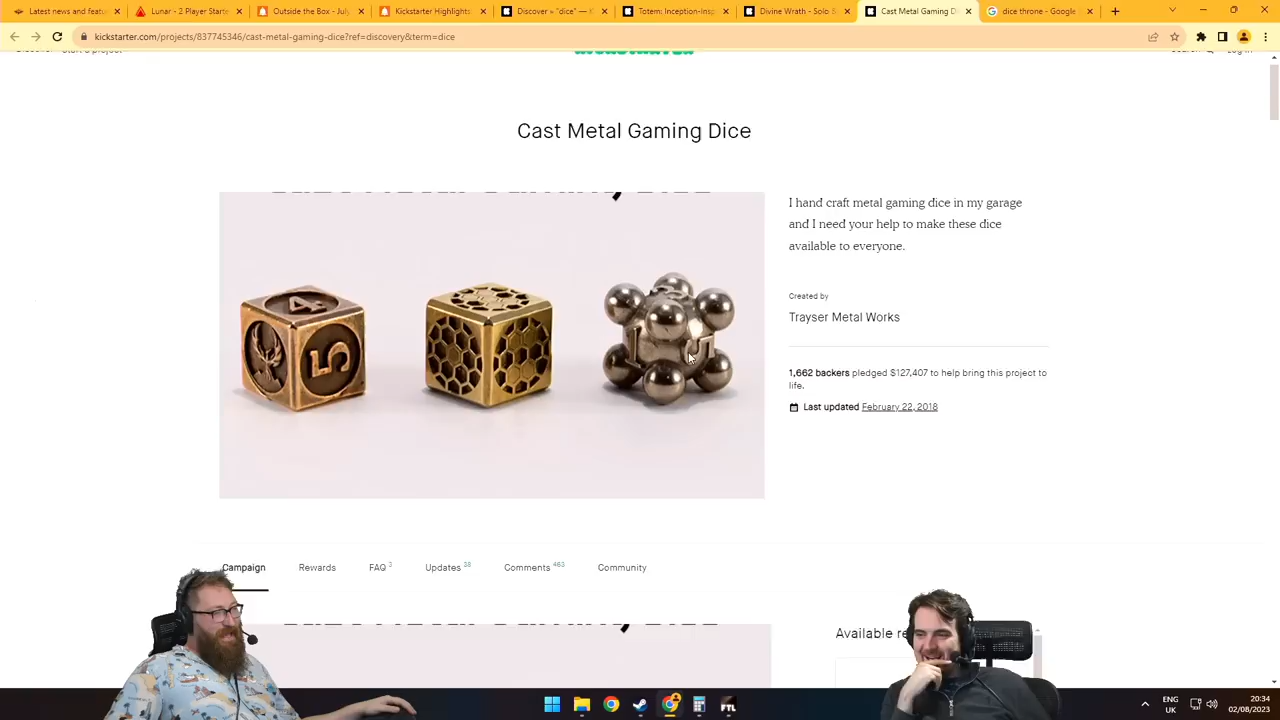 Latest news and featu
Lunar - 2 Player Starte
Outside the Box - July
Kickstarter Highlights
Discover » "dice" — K
Totem: Inception-Insp
Divine Wrath - Solo &
Cast Metal Gaming D
dice throne - Google
kickstarter.com/projects/837745346/cast-metal-gaming-dice?ref=discovery&term=dice
Cast Metal Gaming Dice
I hand craft metal gaming dice in my garage
and I need your help to make these dice
available to everyone.
Created by
Trayser Metal Works
1,662 backers pledged $127,407 to help bring this project to
life.
Last updated February 22, 2018
4
5
Campaign
Rewards
FAQ 3
Updates 38
Comments 463
Community
Available re
ENG
UK
20:34
02/08/2023
FTL